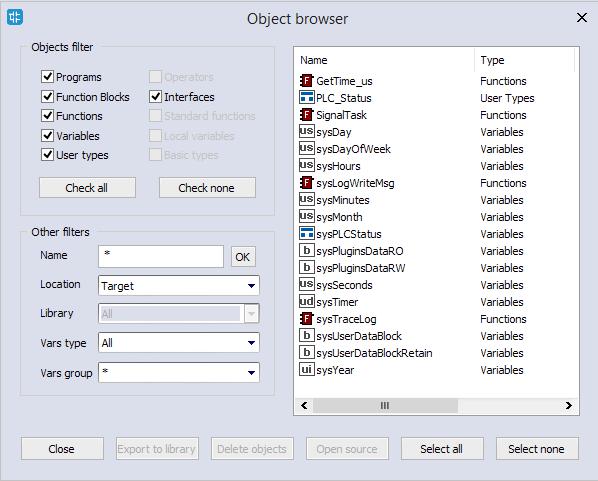 Object browser
Objects filter
Programs
Operators
Function Blocks
Interfaces
Functions
Standard functions
Variables
Local variables
User types
Basic types
Check all
Check none
Other filters
Name
*
OK
Location
Target
Library
All
Vars type
All
Vars group
*
Name Type
F GetTime_us Functions
PLC_Status User Types
F SignalTask Functions
us sysDay Variables
us sysDayOfWeek Variables
us sysHours Variables
F sysLogWriteMsg Functions
us sysMinutes Variables
us sysMonth Variables
sysPLCStatus Variables
b sysPluginsDataRO Variables
b sysPluginsDataRW Variables
us sysSeconds Variables
ud sysTimer Variables
F sysTraceLog Functions
b sysUserDataBlock Variables
b sysUserDataBlockRetain Variables
ui sysYear Variables
Close
Export to library
Delete objects
Open source
Select all
Select none